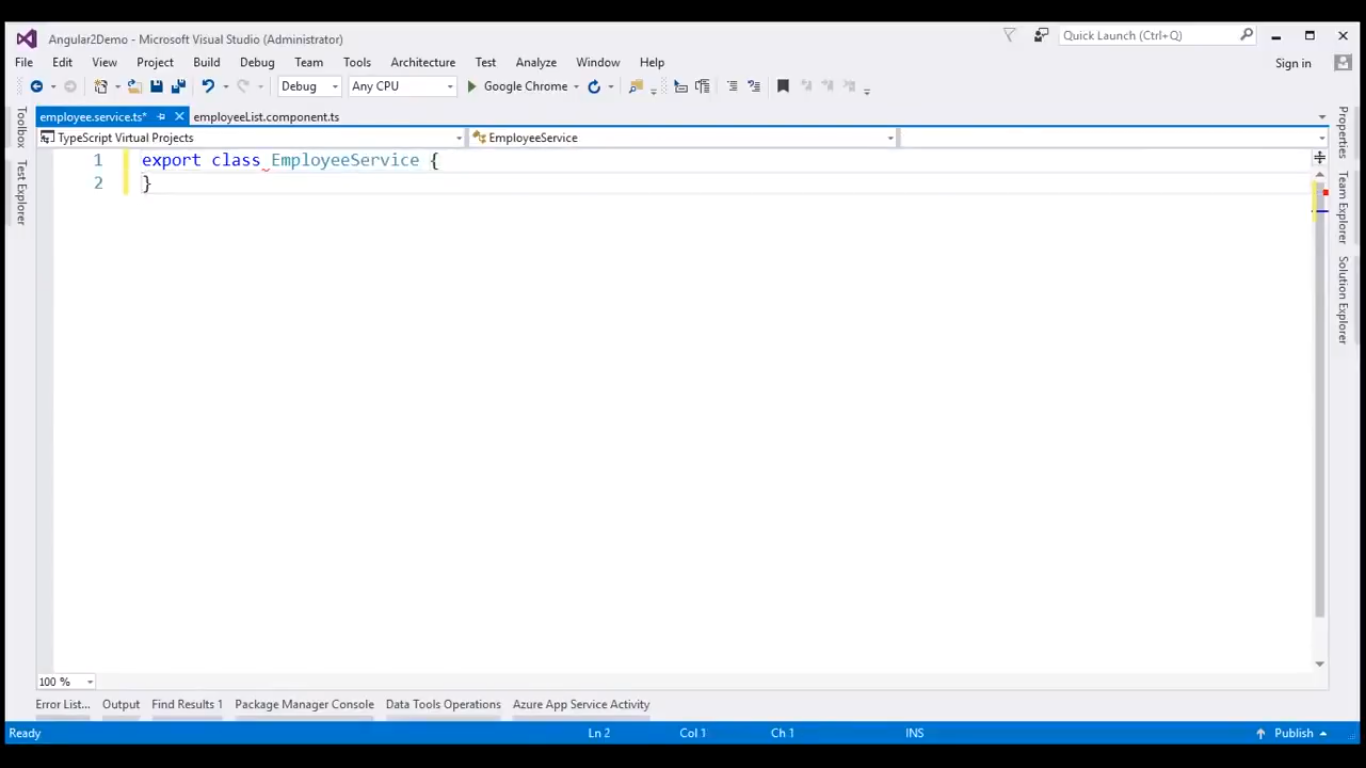 Angular2Demo - Microsoft Visual Studio (Administrator)
Quick Launch (Ctrl+Q)
File Edit View Project Build Debug Team Tools Architecture Test Analyze Window Help
Sign in
Debug Any CPU Google Chrome
employee.service.ts* employeeList.component.ts
TypeScript Virtual Projects EmployeeService
Toolbox
Test Explorer
1 export class EmployeeService {
2 }
Properties
Team Explorer
Solution Explorer
100 %
Error List... Output Find Results 1 Package Manager Console Data Tools Operations Azure App Service Activity
Ready Ln 2 Col 1 Ch 1 INS Publish